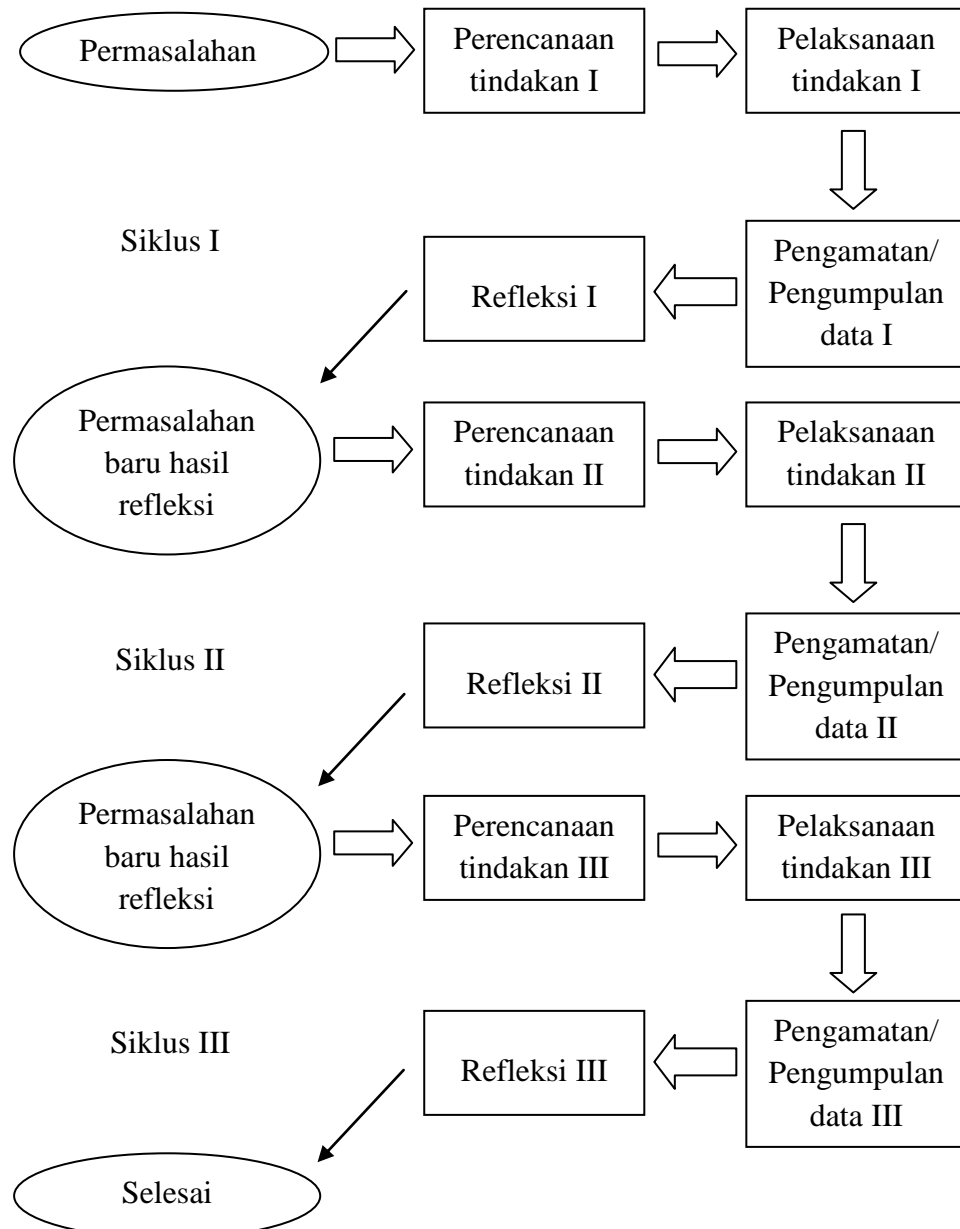 Permasalahan
Perencanaan
tindakan I
Pelaksanaan
tindakan I
Siklus I
Refleksi I
Pengamatan/
Pengumpulan
data I
Permasalahan
baru hasil
refleksi
Perencanaan
tindakan II
Pelaksanaan
tindakan II
Siklus II
Refleksi II
Pengamatan/
Pengumpulan
data II
Permasalahan
baru hasil
refleksi
Perencanaan
tindakan III
Pelaksanaan
tindakan III
Siklus III
Refleksi III
Pengamatan/
Pengumpulan
data III
Selesai